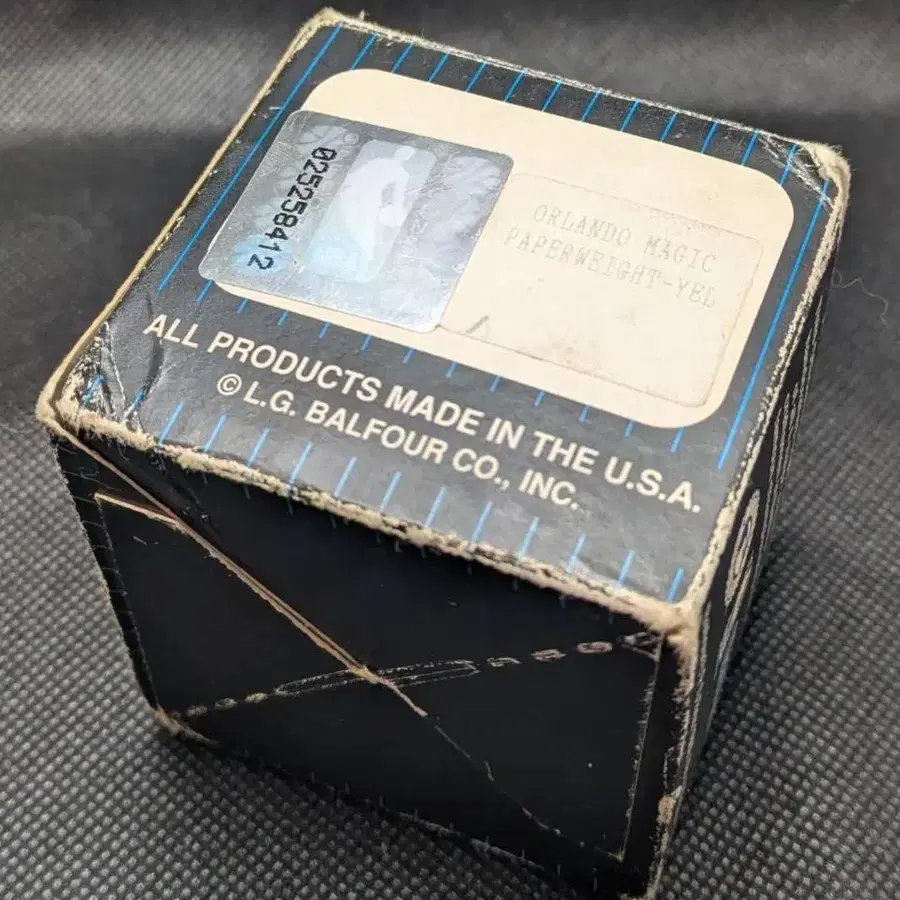 025258412
ORLANDO MAGIC
PAPERWEIGHT-YEL
ALL PRODUCTS MADE IN THE U.S.A.
© L.G. BALFOUR CO., INC.